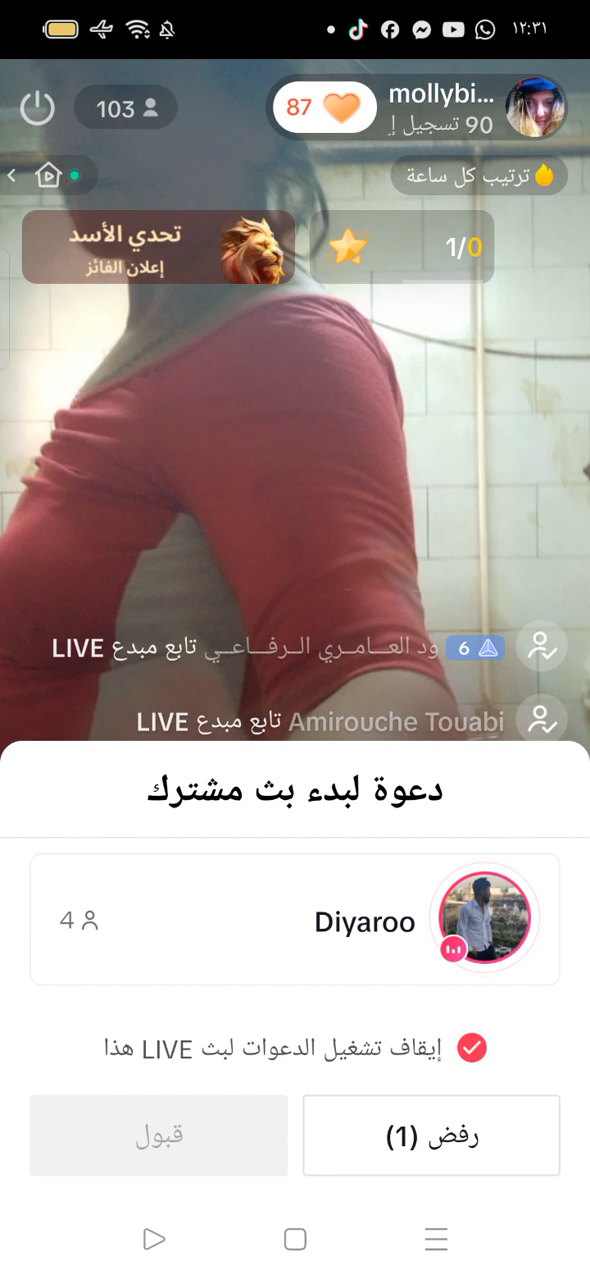 ١٢:٣١
mollybi...
90 تسجيل إ
87
103
ترتيب كل ساعة
تحدي الأسد
إعلان الفائز
1/0
6 ود العـــامــري الــرفـــاعــي تابع مبدع LIVE
Amirouche Touabi تابع مبدع LIVE
دعوة لبدء بث مشترك
Diyaroo
4
إيقاف تشغيل الدعوات لبث LIVE هذا
رفض (1)
قبول